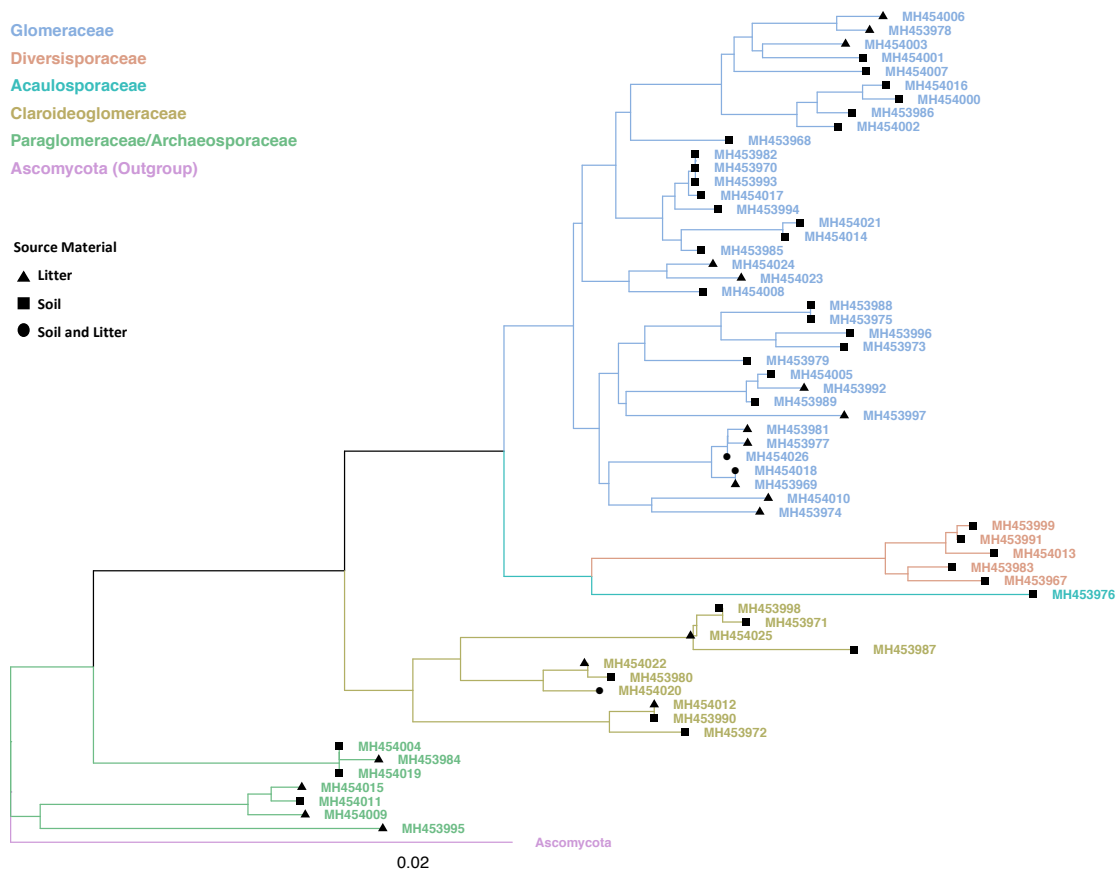 Glomeraceae
Diversisporaceae
Acaulosporaceae
Claroideoglomeraceae
Paraglomeraceae/Archaeosporaceae
Ascomycota (Outgroup)
Source Material
Litter
Soil
Soil and Litter
MH454006
MH453978
MH454003
MH454001
MH454007
MH454016
MH454000
MH453986
MH454002
MH453968
MH453982
MH453970
MH453993
MH454017
MH453994
MH454021
MH454014
MH453985
MH454024
MH454023
MH454008
MH453988
MH453975
MH453996
MH453973
MH453979
MH454005
MH453992
MH453989
MH453997
MH453981
MH453977
MH454026
MH454018
MH453969
MH454010
MH453974
MH453999
MH453991
MH454013
MH453983
MH453967
MH453976
MH453998
MH453971
MH454025
MH453987
MH454022
MH453980
MH454020
MH454012
MH453990
MH453972
MH454004
MH453984
MH454019
MH454015
MH454011
MH454009
MH453995
Ascomycota
0.02